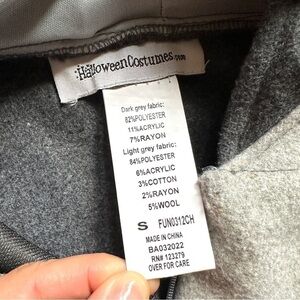 HalloweenCostumes.com
Dark grey fabric:
82%POLYESTER
11%ACRYLIC
7%RAYON
Light grey fabric:
84%POLYESTER
6%ACRYLIC
3%COTTON
2%RAYON
5%WOOL
S FUN0312CH
MADE IN CHINA
BA032022
RN# 123279
OVER FOR CARE